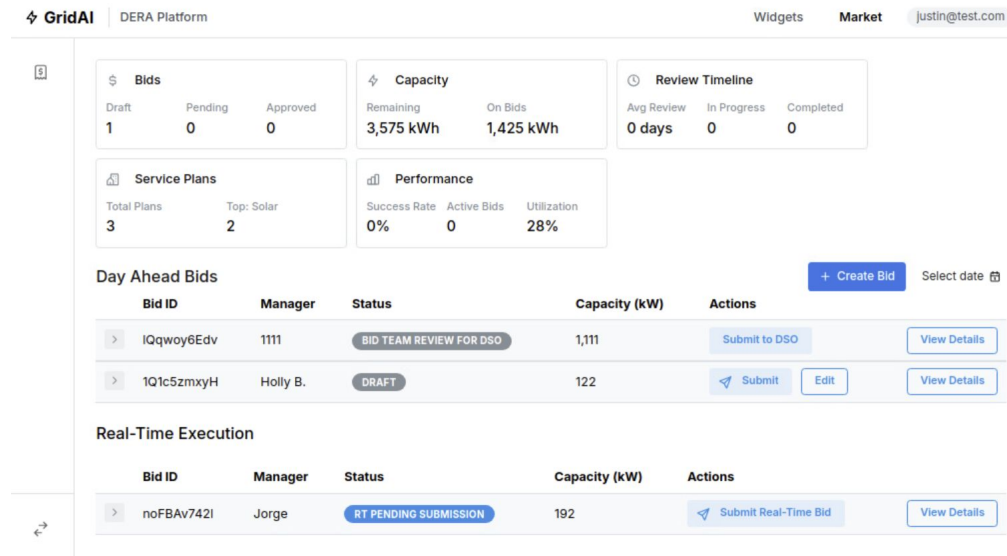 GridAI DERA Platform Widgets Market justin@test.com
Bids
Draft Pending Approved
1 0 0
Capacity
Remaining On Bids
3,575 kWh 1,425 kWh
Review Timeline
Avg Review In Progress Completed
0 days 0 0
Service Plans
Total Plans Top: Solar
3 2
Performance
Success Rate Active Bids Utilization
0% 0 28%
Day Ahead Bids + Create Bid Select date
Bid ID Manager Status Capacity (kW) Actions
lQqwoy6Edv 1111 BID TEAM REVIEW FOR DSO 1,111 Submit to DSO View Details
1Q1c5zmxyH Holly B. DRAFT 122 Submit Edit View Details
Real-Time Execution
Bid ID Manager Status Capacity (kW) Actions
noFBAv742l Jorge RT PENDING SUBMISSION 192 Submit Real-Time Bid View Details